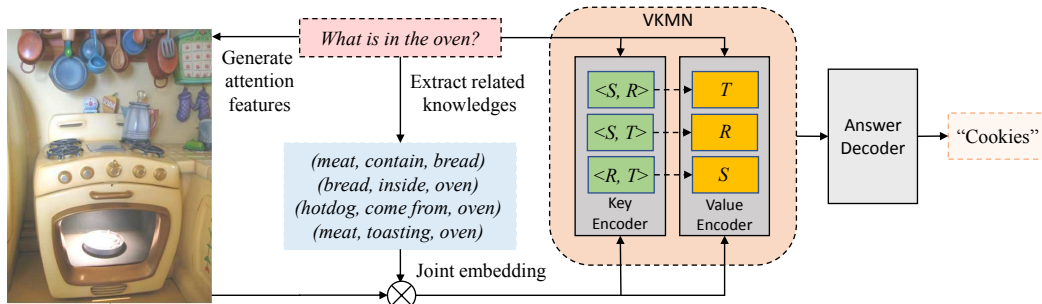 VKMN
What is in the oven?
Generate
attention
features
Extract related
knowledges
(meat, contain, bread)
(bread, inside, oven)
(hotdog, come from, oven)
(meat, toasting, oven)
Joint embedding
<S, R>
T
<S, T>
R
<R, T>
S
Key
Encoder
Value
Encoder
Answer
Decoder
“Cookies”